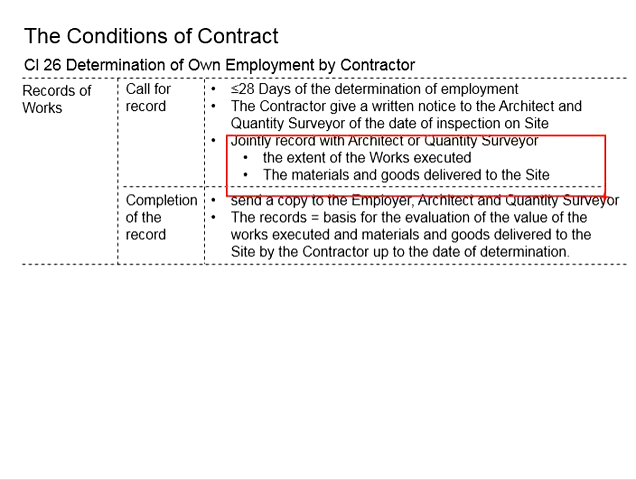 The Conditions of Contract
Cl 26 Determination of Own Employment by Contractor
Records of
Works
Call for
record
• ≤28 Days of the determination of employment
• The Contractor give a written notice to the Architect and
Quantity Surveyor of the date of inspection on Site
• Jointly record with Architect or Quantity Surveyor
• the extent of the Works executed
• The materials and goods delivered to the Site
Completion
of the
record
• send a copy to the Employer, Architect and Quantity Surveyor
• The records = basis for the evaluation of the value of the
works executed and materials and goods delivered to the
Site by the Contractor up to the date of determination.